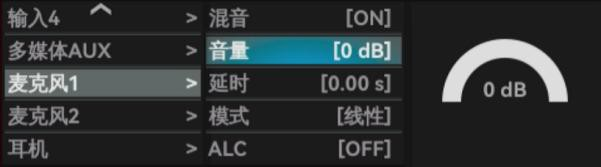 输入4 > 混音 [ON]
多媒体AUX > 音量 [0 dB]
麦克风1 > 延时 [0.00 s]
0 dB
麦克风2 > 模式 [线性]
耳机 > ALC [OFF]